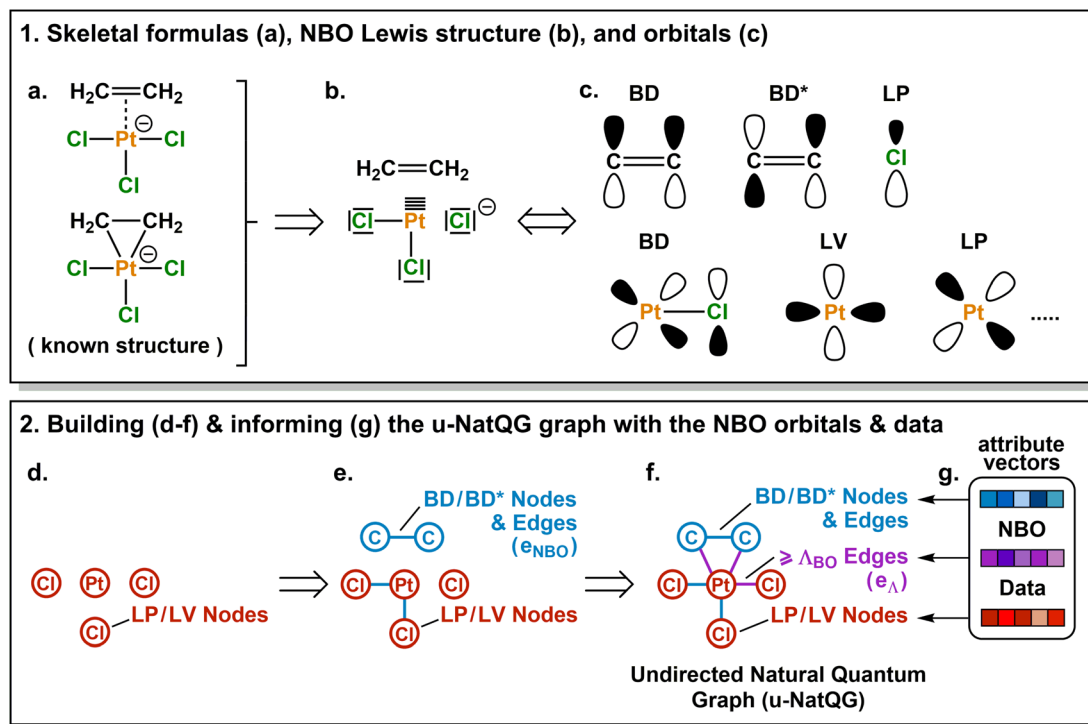 1. Skeletal formulas (a), NBO Lewis structure (b), and orbitals (c)
a.
H₂C=CH₂
Cl—Pt—Cl ⊖
Cl
CH₂ CH₂
Cl—Pt—Cl ⊖
Cl
( known structure )
b.
H₂C=CH₂
|Cl—Pt |Cl| ⊖
|Cl|
c.
BD
C=C
BD*
C=C
LP
Cl
BD
Pt—Cl
LV
Pt
LP
Pt
.....
2. Building (d-f) & informing (g) the u-NatQG graph with the NBO orbitals & data
d.
Cl Pt Cl
Cl
LP/LV Nodes
e.
BD/BD* Nodes
& Edges
(eNBO)
C C
Cl Pt Cl
Cl
LP/LV Nodes
f.
BD/BD* Nodes
& Edges
C C
⩾ ΛBO Edges
(eΛ)
Cl Pt Cl
Cl
LP/LV Nodes
Undirected Natural Quantum
Graph (u-NatQG)
g.
attribute
vectors
NBO
Data